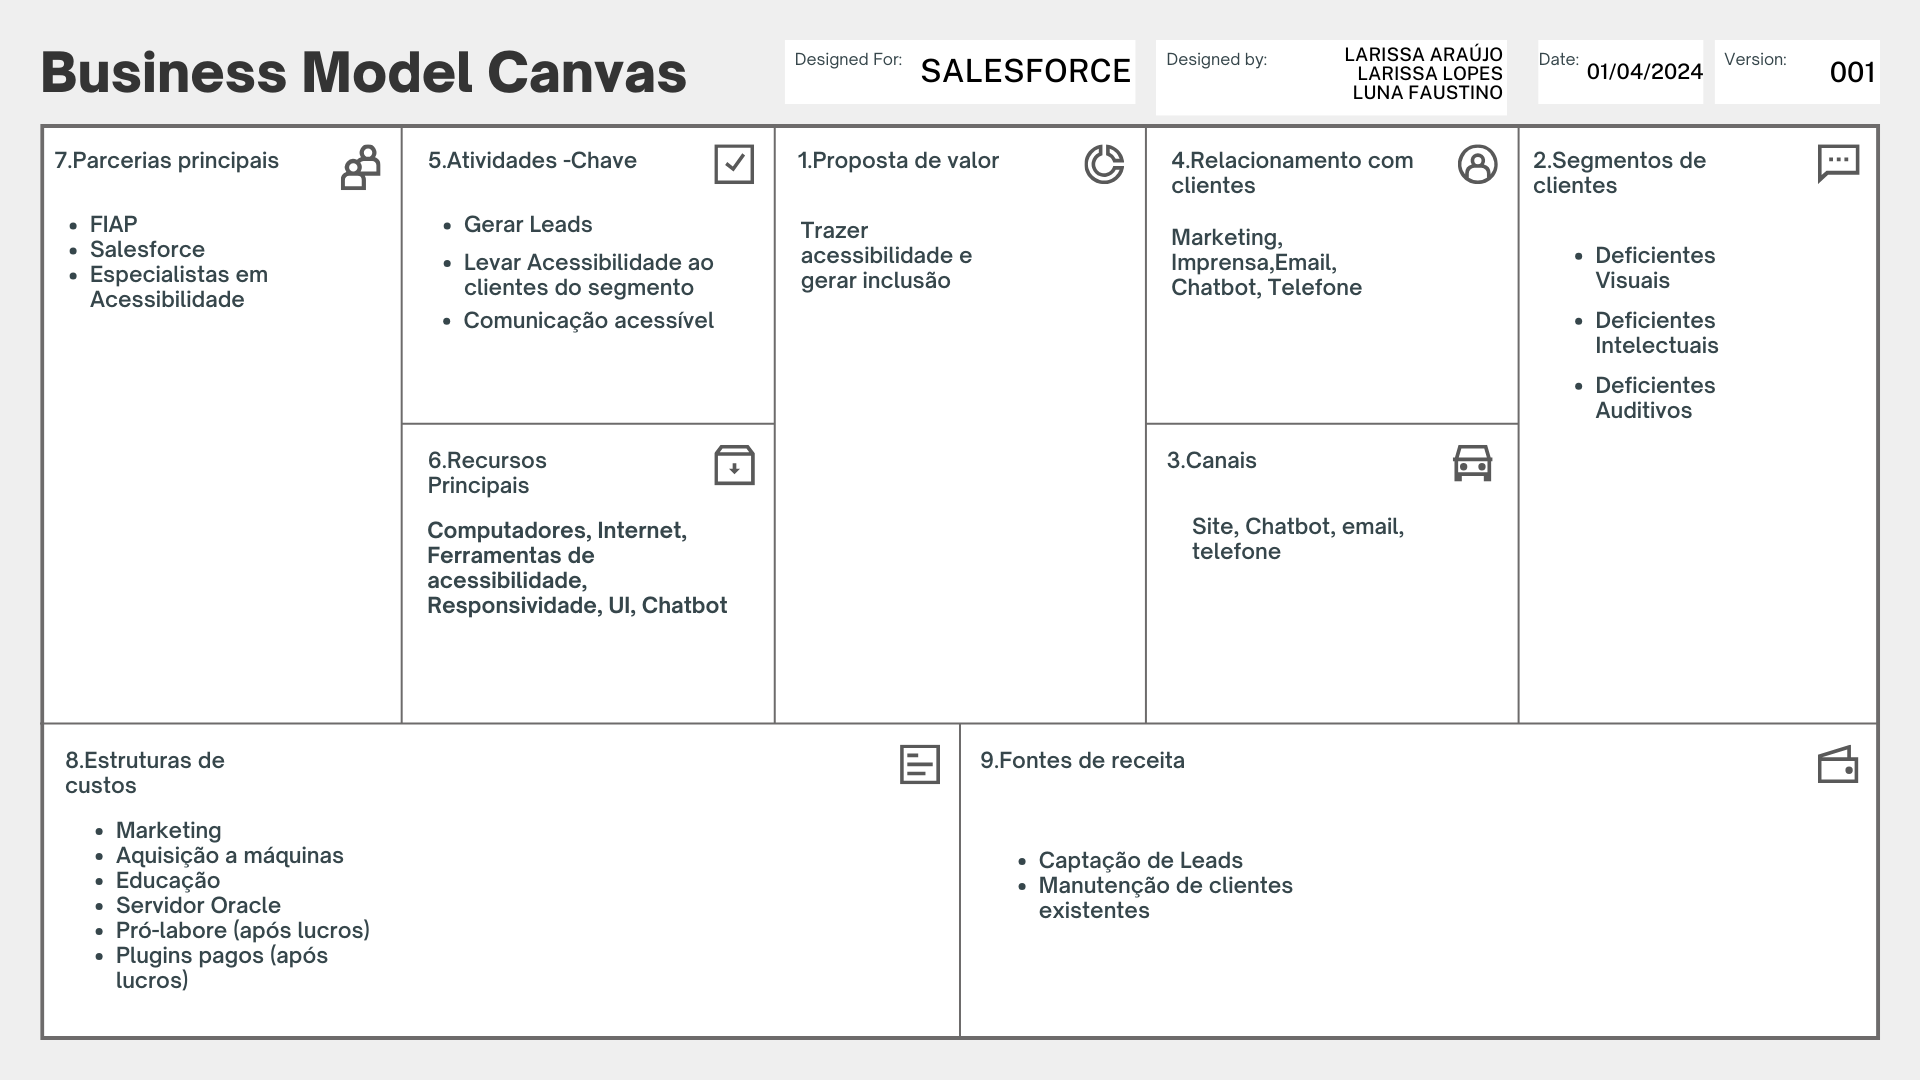 Business Model Canvas
Designed For:
SALESFORCE
Designed by:
LARISSA ARAÚJO
LARISSA LOPES
LUNA FAUSTINO
Date:
01/04/2024
Version:
001
7.Parcerias principais
• FIAP
• Salesforce
• Especialistas em
Acessibilidade
5.Atividades -Chave
• Gerar Leads
• Levar Acessibilidade ao
clientes do segmento
• Comunicação acessível
6.Recursos
Principais
Computadores, Internet,
Ferramentas de
acessibilidade,
Responsividade, UI, Chatbot
1.Proposta de valor
Trazer
acessibilidade e
gerar inclusão
4.Relacionamento com
clientes
Marketing,
Imprensa,Email,
Chatbot, Telefone
3.Canais
Site, Chatbot, email,
telefone
2.Segmentos de
clientes
• Deficientes
Visuais
• Deficientes
Intelectuais
• Deficientes
Auditivos
8.Estruturas de
custos
• Marketing
• Aquisição a máquinas
• Educação
• Servidor Oracle
• Pró-labore (após lucros)
• Plugins pagos (após
lucros)
9.Fontes de receita
• Captação de Leads
• Manutenção de clientes
existentes